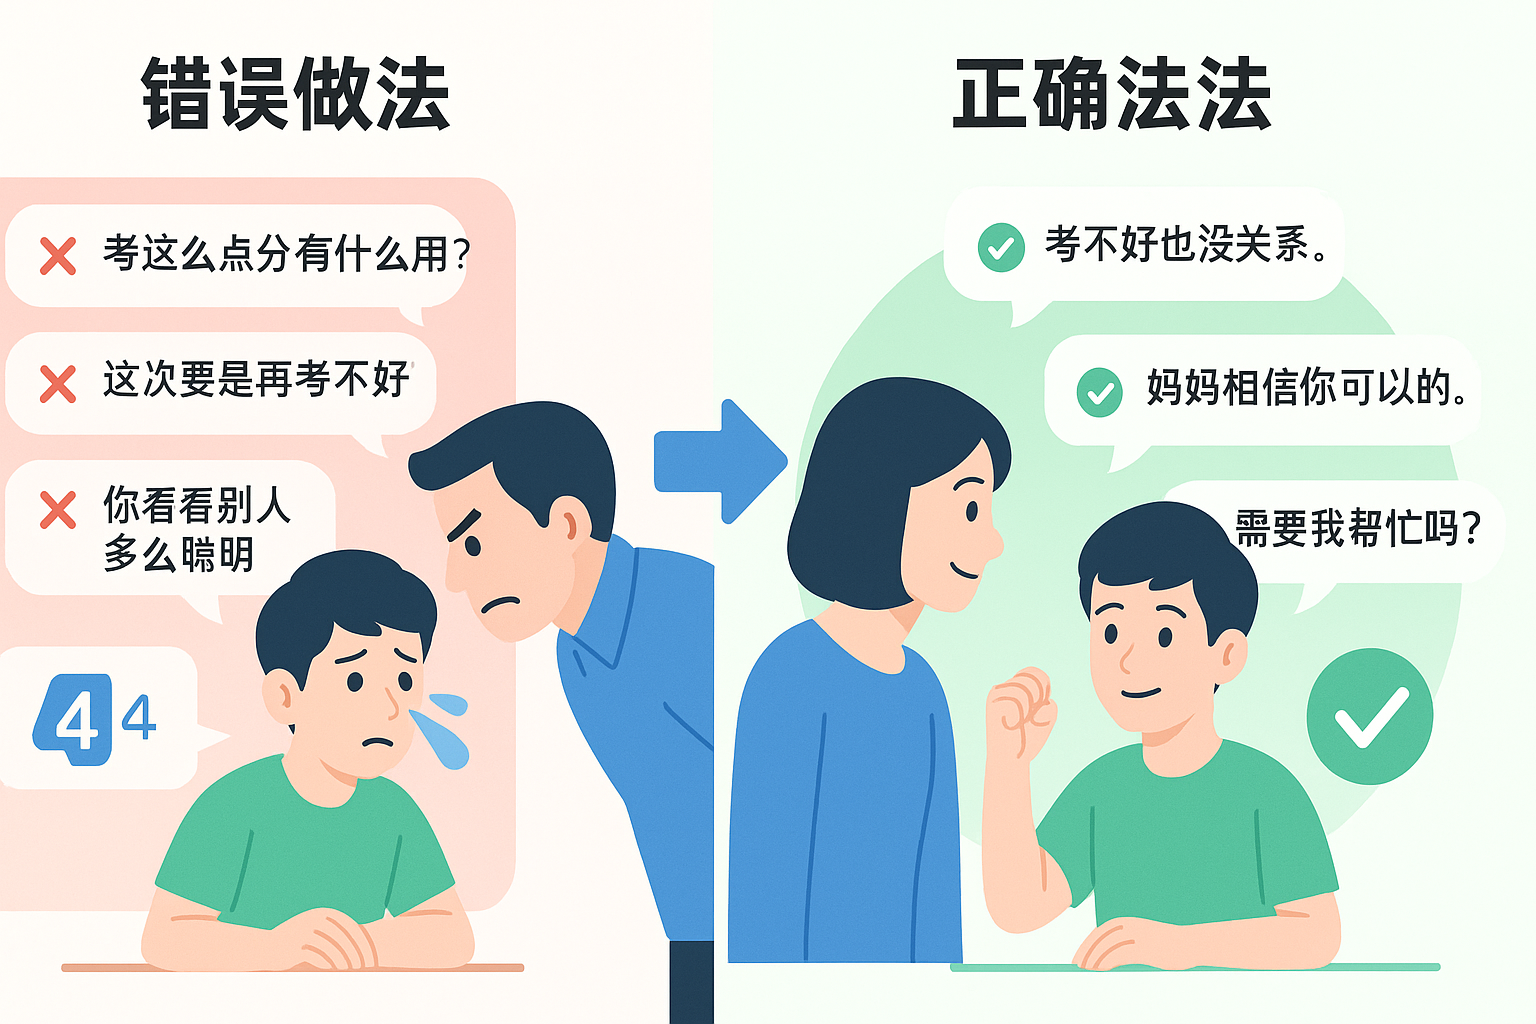 错误做法
考这么点分有什么用?
这次要是再考不好
你看看别人
多么聪明
4 4
正确法法
考不好也没关系。
妈妈相信你可以的。
需要我帮忙吗?